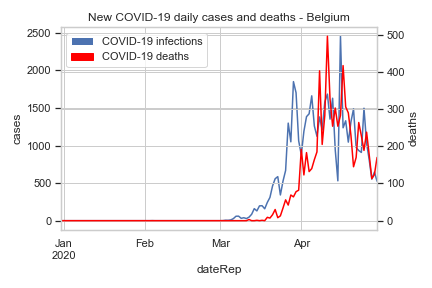 New COVID-19 daily cases and deaths - Belgium
COVID-19 infections
COVID-19 deaths
2500
2000
1500
1000
500
0
cases
500
400
300
200
100
0
deaths
Jan
2020
Feb
Mar
Apr
dateRep